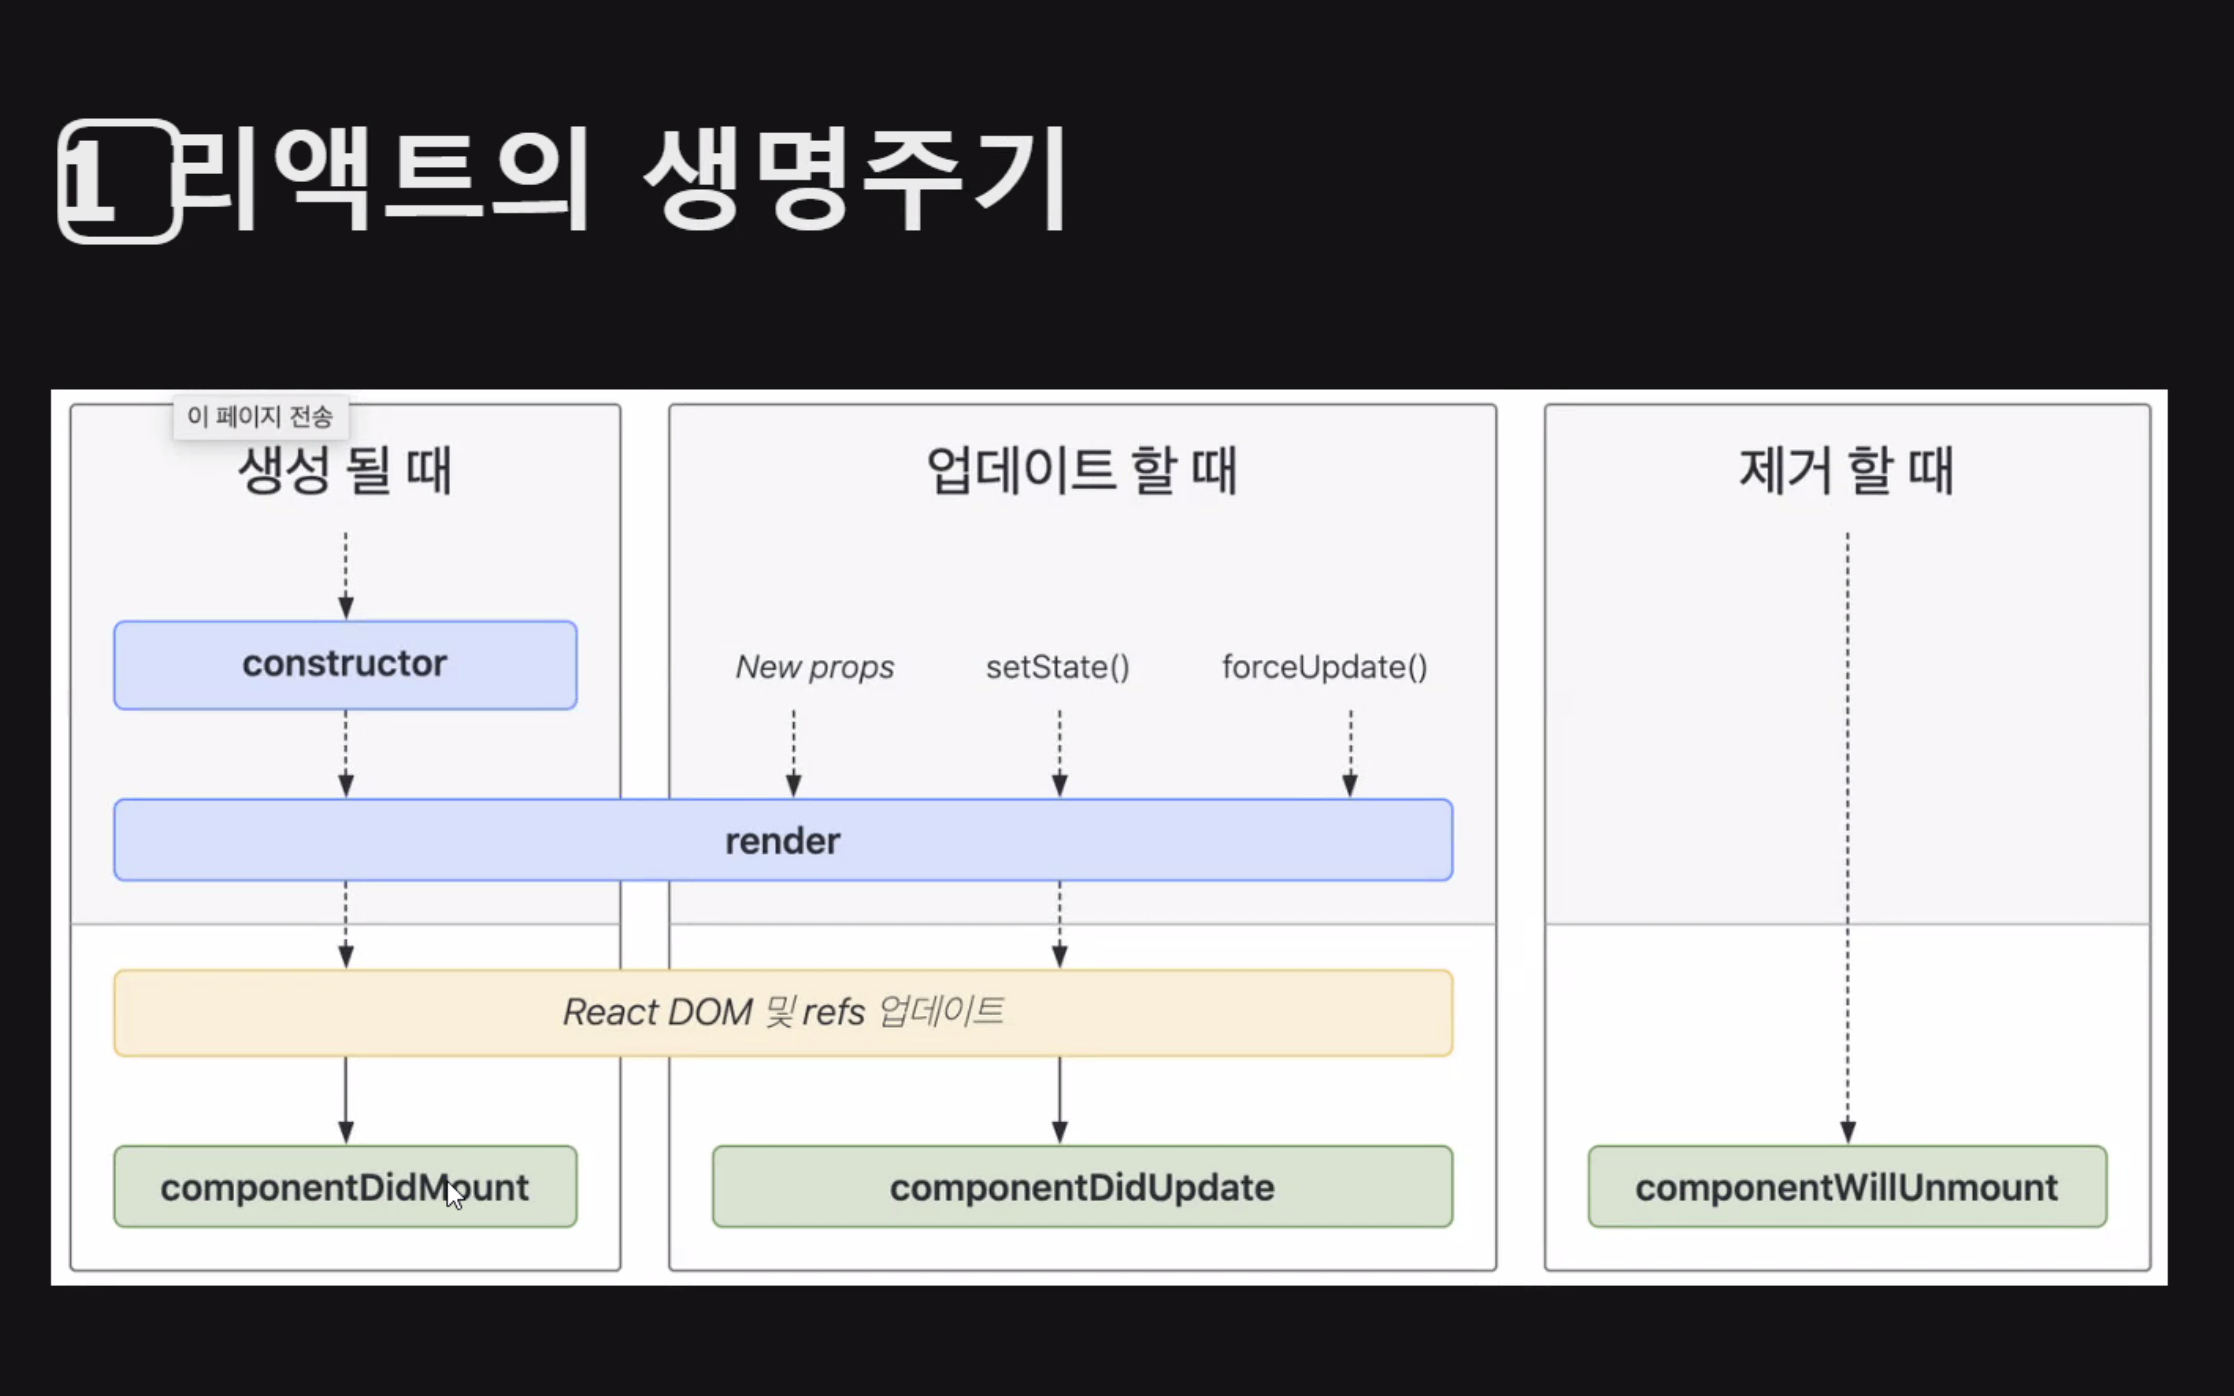 1 리액트의 생명주기
이 페이지 전송
생성 될 때
업데이트 할 때
제거 할 때
constructor
New props
setState()
forceUpdate()
render
React DOM 및 refs 업데이트
componentDidMount
componentDidUpdate
componentWillUnmount